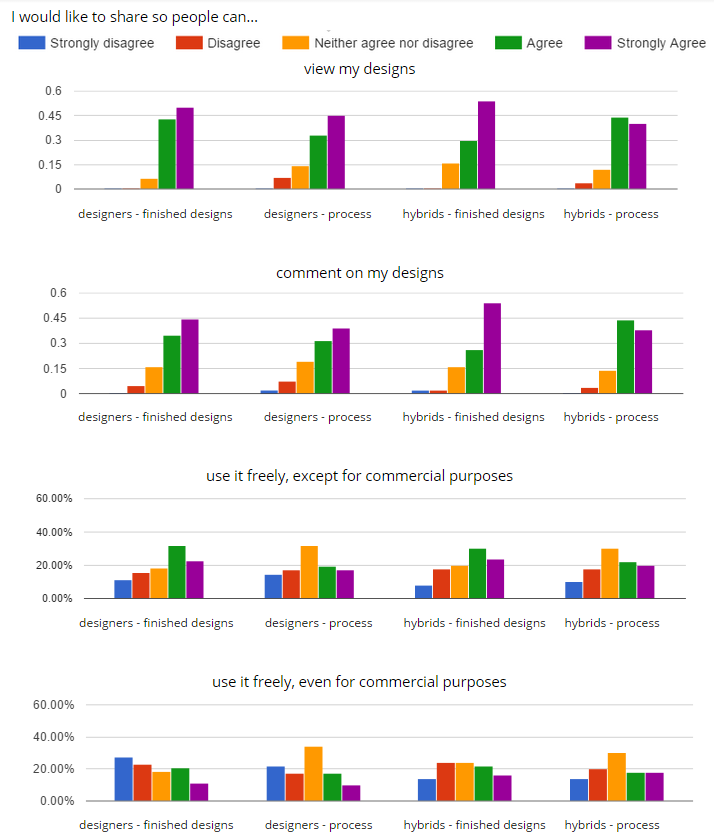 I would like to share so people can...
Strongly disagree Disagree Neither agree nor disagree Agree Strongly Agree
view my designs
0.6
0.45
0.3
0.15
0
designers - finished designs designers - process hybrids - finished designs hybrids - process
comment on my designs
0.6
0.45
0.3
0.15
0
designers - finished designs designers - process hybrids - finished designs hybrids - process
use it freely, except for commercial purposes
60.00%
40.00%
20.00%
0.00%
designers - finished designs designers - process hybrids - finished designs hybrids - process
use it freely, even for commercial purposes
60.00%
40.00%
20.00%
0.00%
designers - finished designs designers - process hybrids - finished designs hybrids - process